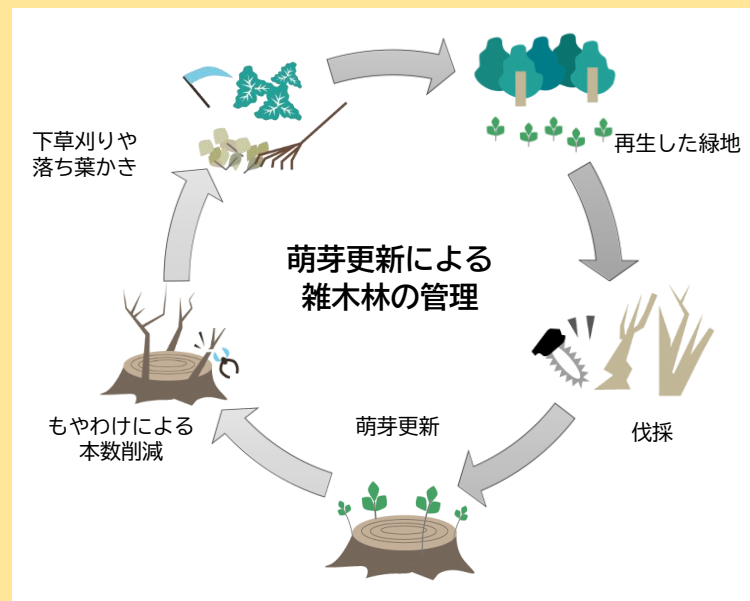 萌芽更新による
雑木林の管理
再生した緑地
伐採
萌芽更新
もやわけによる
本数削減
下草刈りや
落ち葉かき